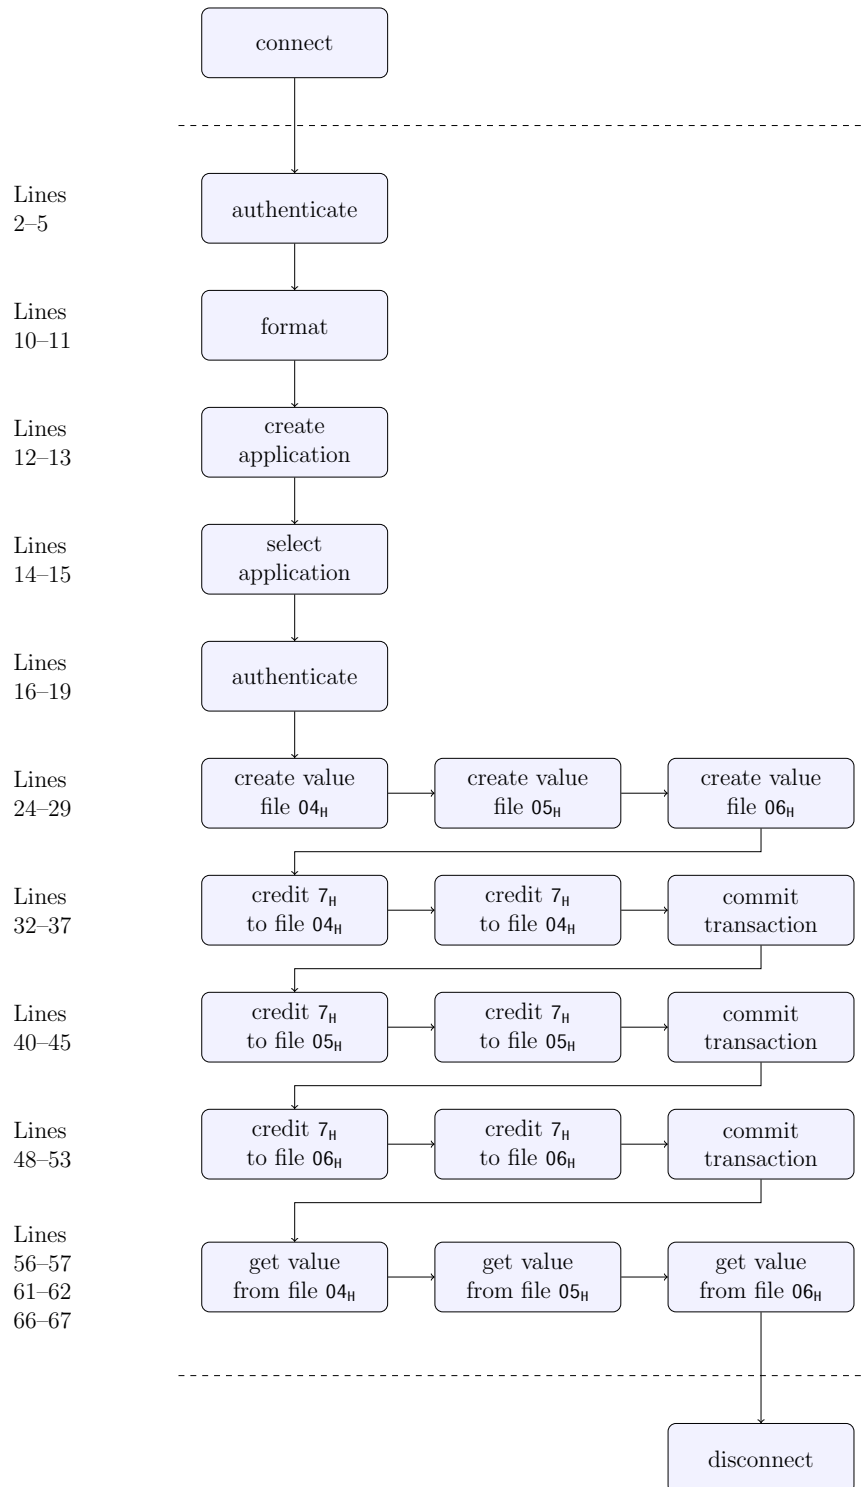 connect
Lines
2–5
authenticate
Lines
10–11
format
Lines
12–13
create
application
Lines
14–15
select
application
Lines
16–19
authenticate
Lines
24–29
create value
file 04H
create value
file 05H
create value
file 06H
Lines
32–37
credit 7H
to file 04H
credit 7H
to file 04H
commit
transaction
Lines
40–45
credit 7H
to file 05H
credit 7H
to file 05H
commit
transaction
Lines
48–53
credit 7H
to file 06H
credit 7H
to file 06H
commit
transaction
Lines
56–57
61–62
66–67
get value
from file 04H
get value
from file 05H
get value
from file 06H
disconnect